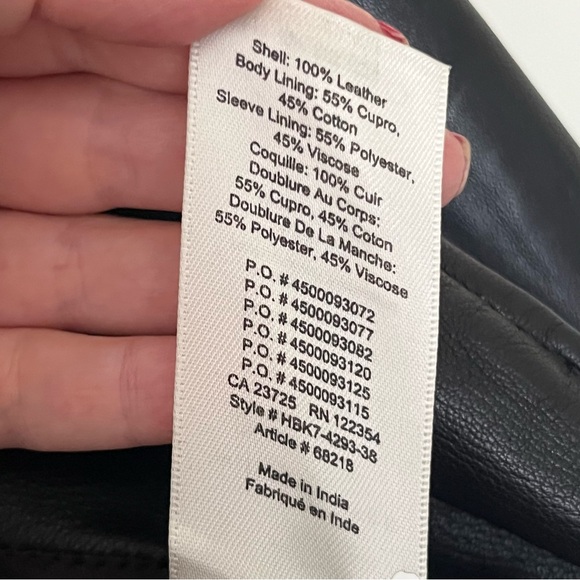 Shell: 100% Leather
Body Lining: 55% Cupro,
45% Cotton
Sleeve Lining: 55% Polyester,
45% Viscose
Coquille: 100% Cuir
Doublure Au Corps:
55% Cupro, 45% Coton
Doublure De La Manche:
55% Polyester, 45% Viscose
P.O. # 4500093072
P.O. # 4500093077
P.O. # 4500093082
P.O. # 4500093120
P.O. # 4500093125
P.O. # 4500093115
CA 23725 RN 122354
Style # HBK7-4293-38
Article # 68218
Made in India
Fabriqué en Inde